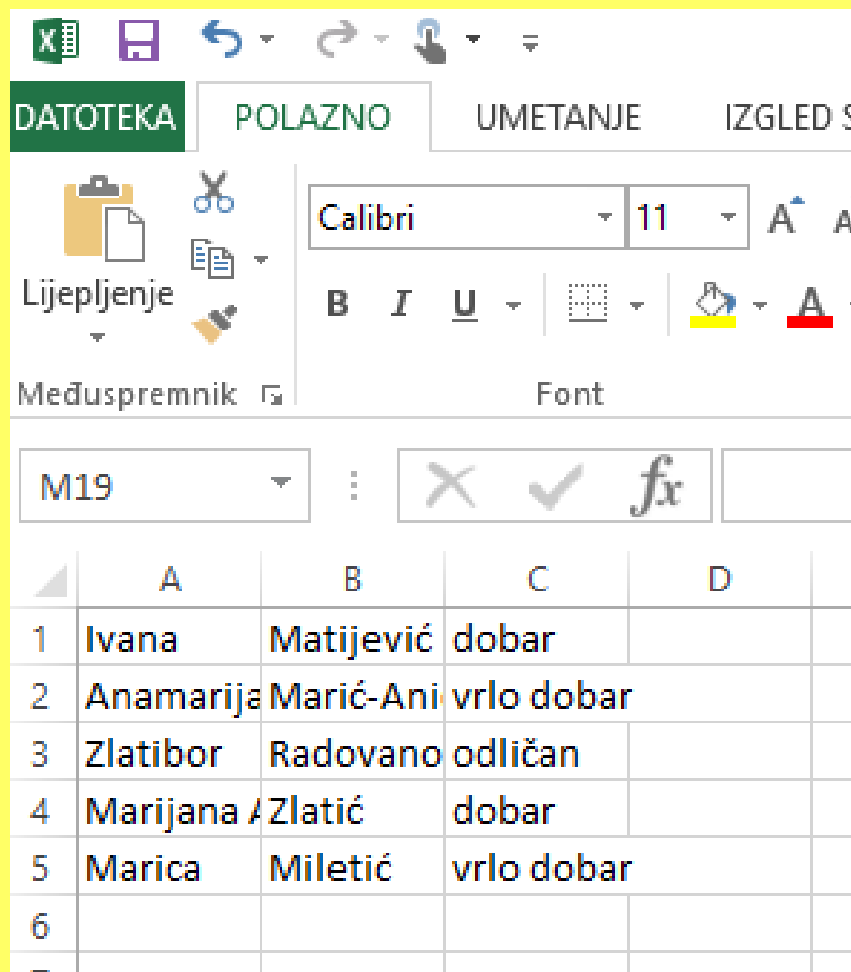 DATOTEKA POLAZNO UMETANJE IZGLED
Calibri 11 A A
Lijepljenje B I U A
Međuspremnik Font
M19 fx
A B C D
1 Ivana Matijević dobar
2 Anamarija Marić-Ani vrlo dobar
3 Zlatibor Radovano odličan
4 Marijana Zlatić dobar
5 Marica Miletić vrlo dobar
6